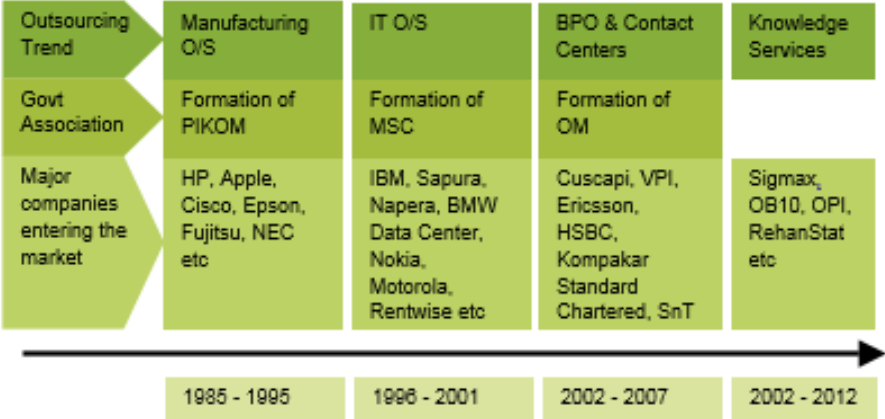 Outsourcing
Trend
Manufacturing
O/S
IT O/S
BPO & Contact
Centers
Knowledge
Services
Govt
Association
Formation of
PIKOM
Formation of
MSC
Formation of
OM
Major
companies
entering the
market
HP, Apple,
Cisco, Epson,
Fujitsu, NEC
etc
IBM, Sapura,
Napera, BMW
Data Center,
Nokia,
Motorola,
Rentwise etc
Cuscapi, VPI,
Ericsson,
HSBC,
Kompakar
Standard
Chartered, SnT
Sigmax,
OB10, OPI,
RehanStat
etc
1985 - 1995
1996 - 2001
2002 - 2007
2002 - 2012